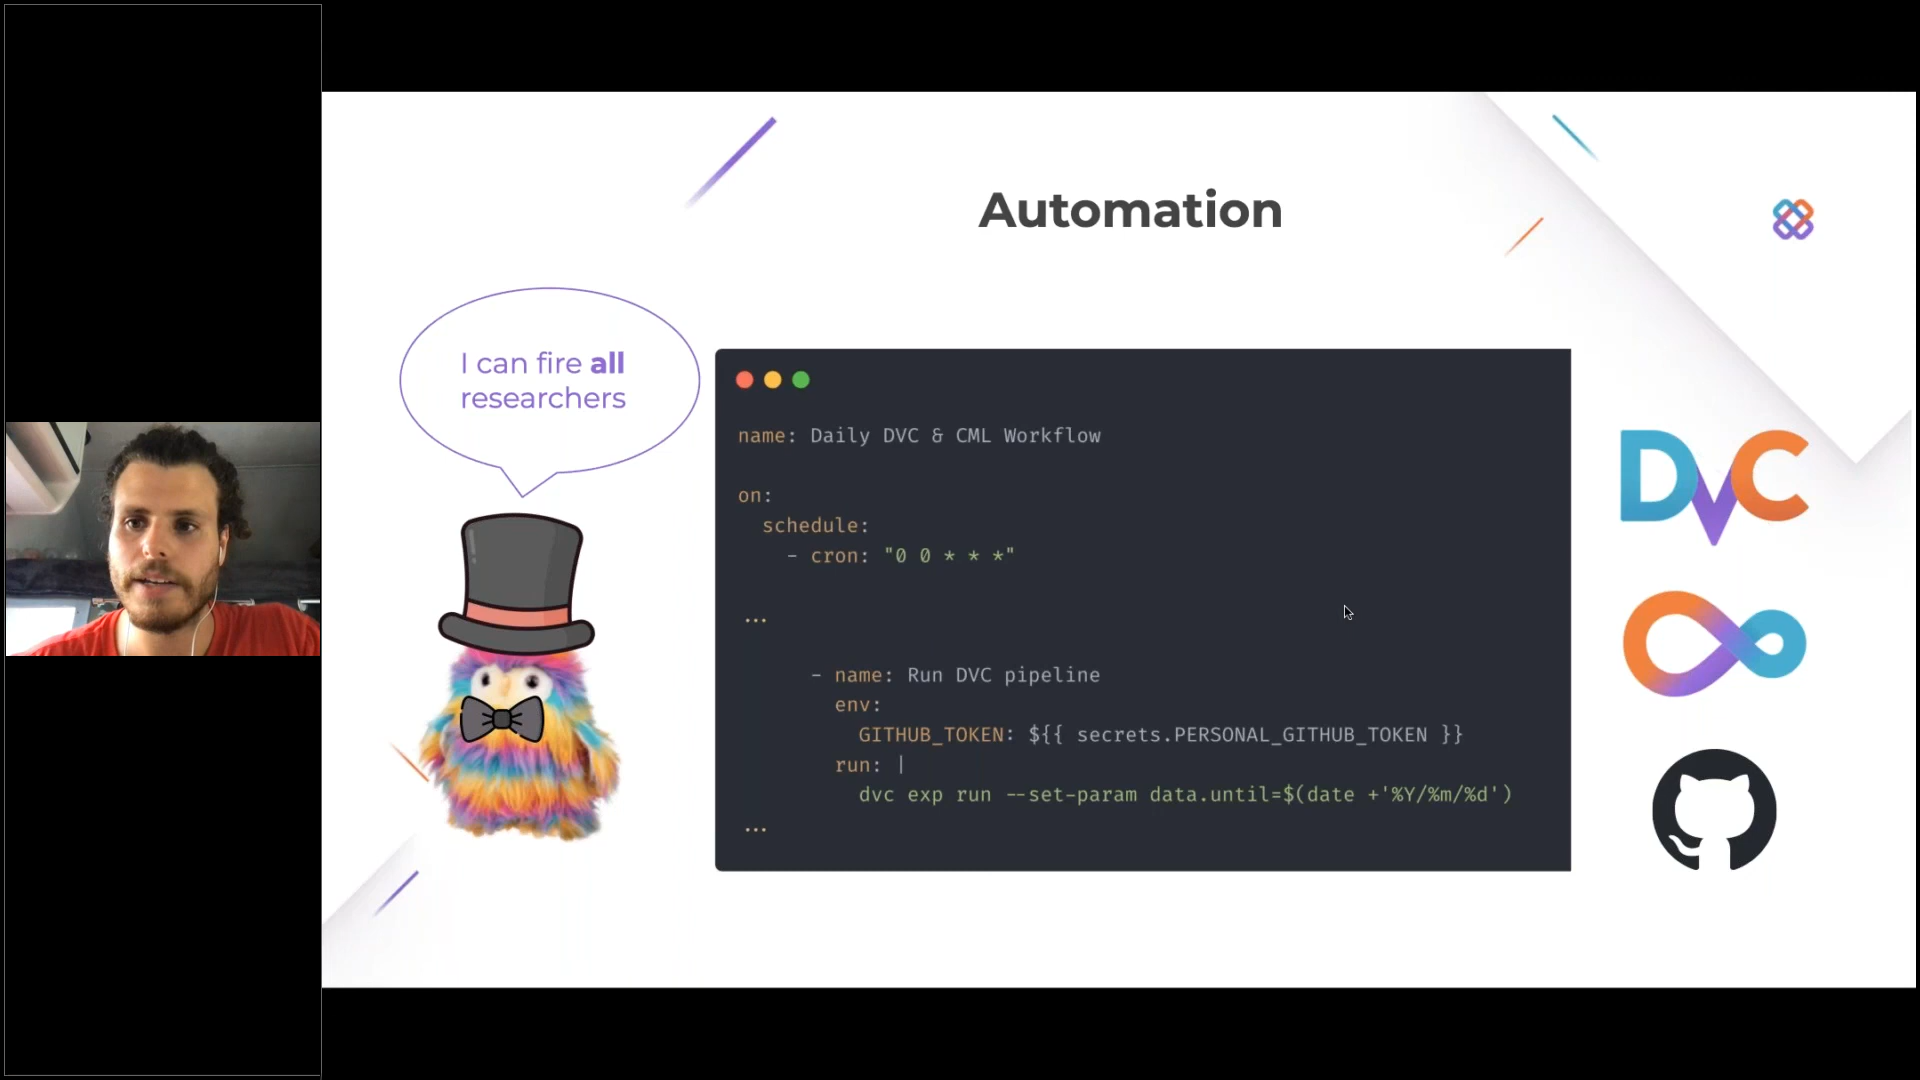 Automation
I can fire all
researchers
name: Daily DVC & CML Workflow
on:
schedule:
- cron: "0 0 * * *"
...
- name: Run DVC pipeline
env:
GITHUB_TOKEN: ${{ secrets.PERSONAL_GITHUB_TOKEN }}
run: |
dvc exp run --set-param data.until=$(date +'%Y/%m/%d')
...
DVC